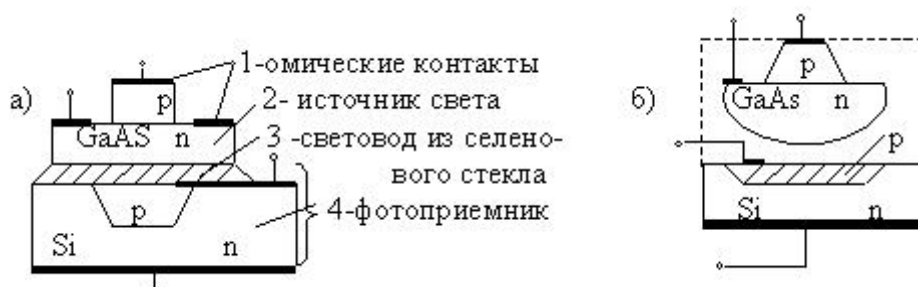 а)
1-омические контакты
p
2- источник света
GaAS n
3 -световод из селено-
вого стекла
p
4-фотоприемник
Si n
б)
p
GaAs n
p
Si n